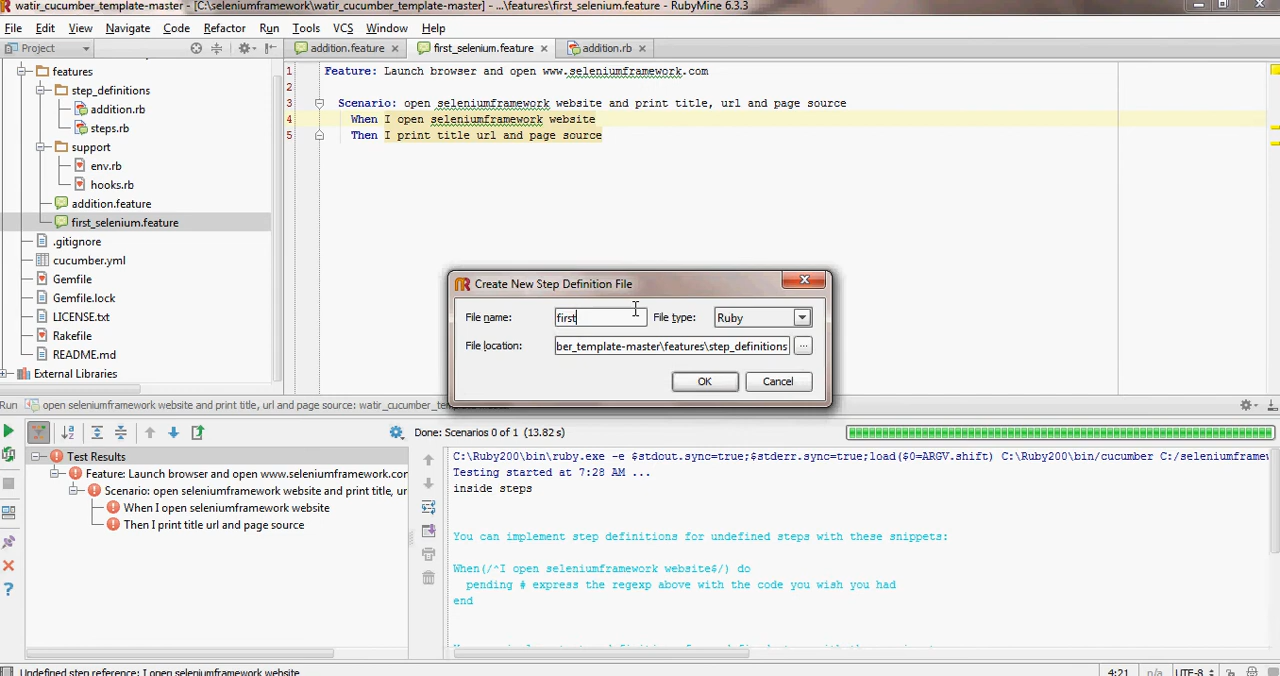 watir_cucumber_template-master - [C:\seleniumframework\watir_cucumber_template-master] - ...\features\first_selenium.feature - RubyMine 6.3.3
File Edit View Navigate Code Refactor Run Tools VCS Window Help
Project
addition.feature first_selenium.feature addition.rb
features
step_definitions
addition.rb
steps.rb
support
env.rb
hooks.rb
addition.feature
first_selenium.feature
.gitignore
cucumber.yml
Gemfile
Gemfile.lock
LICENSE.txt
Rakefile
README.md
External Libraries
1 Feature: Launch browser and open www.seleniumframework.com
2
3 Scenario: open seleniumframework website and print title, url and page source
4 When I open seleniumframework website
5 Then I print title url and page source
Create New Step Definition File
File name: first File type: Ruby
File location: ber_template-master\features\step_definitions ...
OK Cancel
Run open seleniumframework website and print title, url and page source: watir_cucumber_te
Done: Scenarios 0 of 1 (13.82 s)
Test Results
Feature: Launch browser and open www.seleniumframework.com
Scenario: open seleniumframework website and print title, ur
When I open seleniumframework website
Then I print title url and page source
C:\Ruby200\bin\ruby.exe -e $stdout.sync=true;$stderr.sync=true;load($0=ARGV.shift) C:\Ruby200\bin/cucumber C:/seleniumframew
Testing started at 7:28 AM ...
inside steps
You can implement step definitions for undefined steps with these snippets:
When(/^I open seleniumframework website$/) do
pending # express the regexp above with the code you wish you had
end
Undefined step reference: I open seleniumframework website
4:21 n/a UTF-8